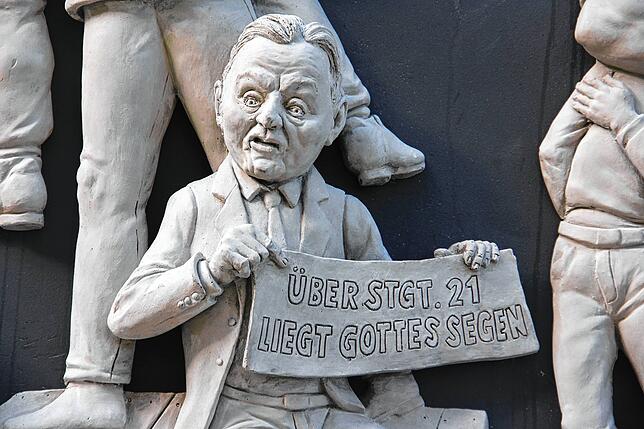 ÜBER STGT. 21
LIEGT GOTTES SEGEN